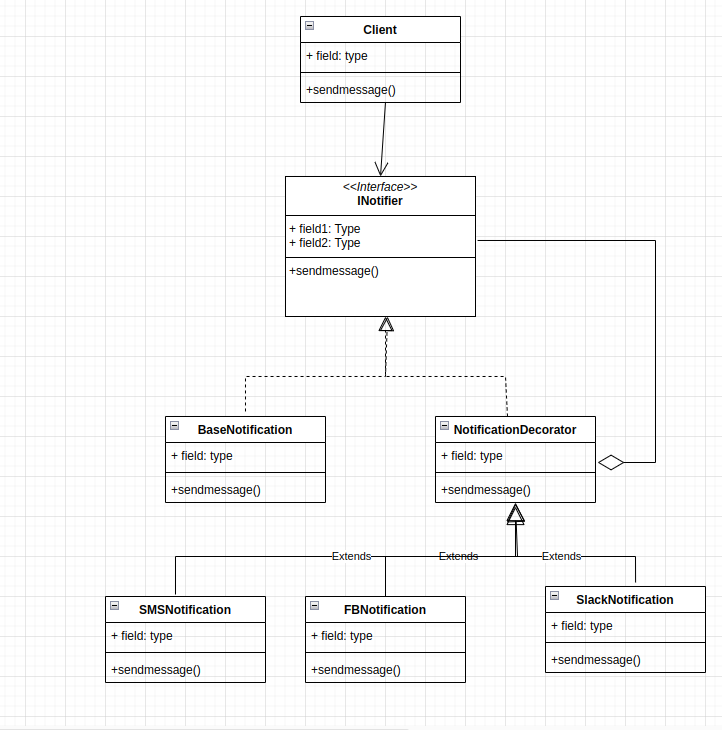 Client
+ field: type
+sendmessage()
<<Interface>>
INotifier
+ field1: Type
+ field2: Type
+sendmessage()
BaseNotification
+ field: type
+sendmessage()
NotificationDecorator
+ field: type
+sendmessage()
Extends
Extends
Extends
SMSNotification
+ field: type
+sendmessage()
FBNotification
+ field: type
+sendmessage()
SlackNotification
+ field: type
+sendmessage()